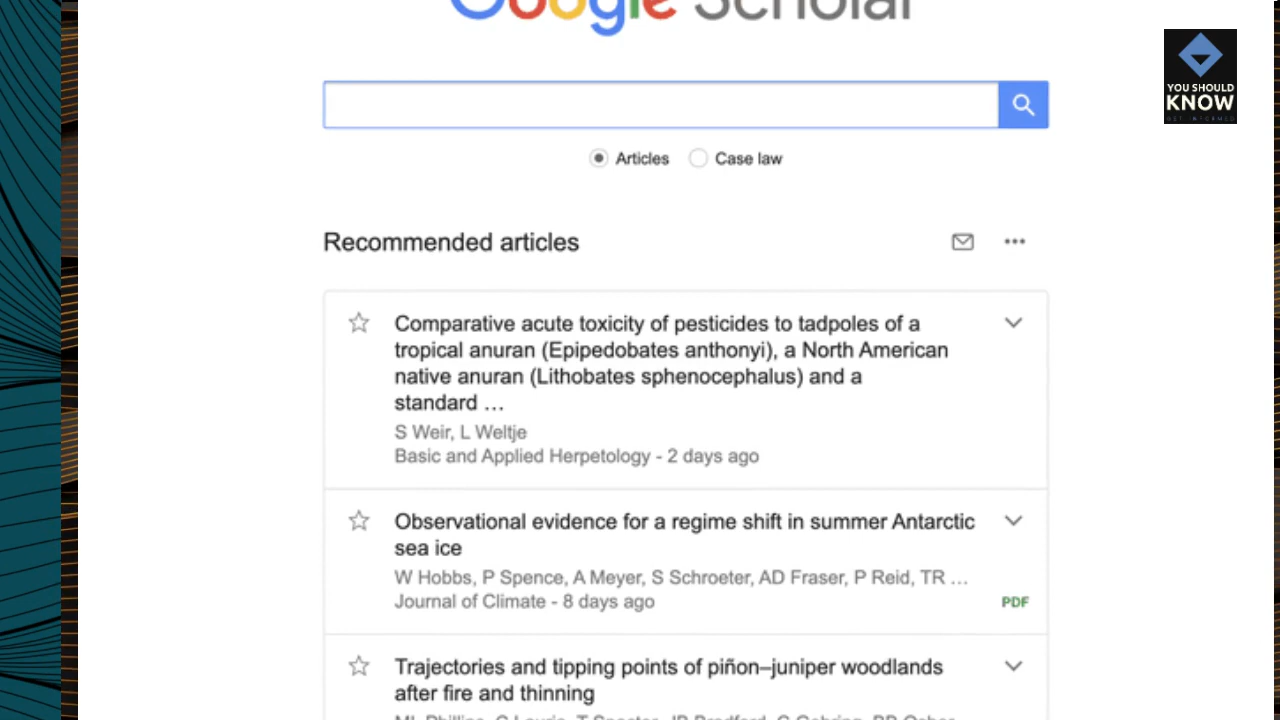 Google Scholar
YOU SHOULD
KNOW
GET INFORMED
Articles
Case law
Recommended articles
Comparative acute toxicity of pesticides to tadpoles of a
tropical anuran (Epipedobates anthonyi), a North American
native anuran (Lithobates sphenocephalus) and a
standard …
S Weir, L Weltje
Basic and Applied Herpetology - 2 days ago
Observational evidence for a regime shift in summer Antarctic
sea ice
W Hobbs, P Spence, A Meyer, S Schroeter, AD Fraser, P Reid, TR …
Journal of Climate - 8 days ago
PDF
Trajectories and tipping points of piñon–juniper woodlands
after fire and thinning